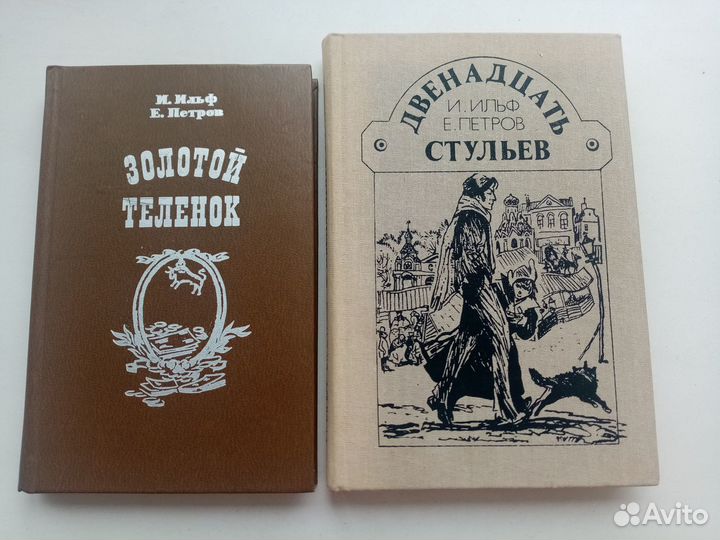 И. Ильф
Е. Петров
ЗОЛОТОЙ
ТЕЛЕНОК
ДВЕНАДЦАТЬ
И. ИЛЬФ
Е. ПЕТРОВ
СТУЛЬЕВ
Avito